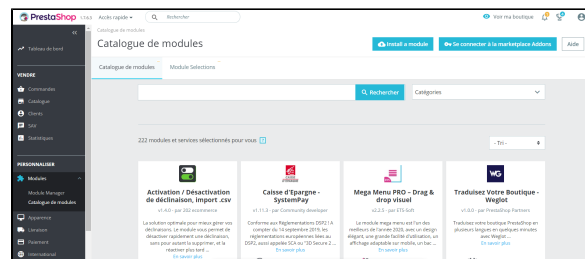 PrestaShop 1.7.6.5 Accès rapide Rechercher Voir ma boutique
Catalogue de modules
Catalogue de modules
Install a module
Se connecter à la marketplace Addons
Aide
Catalogue de modules Module Selections
Tableau de bord
VENDRE
Commandes
Catalogue
Clients
SAV
Statistiques
PERSONNALISER
Modules
Module Manager
Catalogue de modules
Apparence
Livraison
Paiement
International
Rechercher
Catégories
222 modules et services sélectionnés pour vous
- Tri -
Activation / Désactivation
de déclinaison, import .csv
v1.4.0 - par 202 ecommerce
La solution optimale pour mieux gérer vos
déclinaisons. Le module vous permet de
désactiver rapidement une déclinaison,
sans pour autant la supprimer, et la
réactiver plus tard ...
En savoir plus
Caisse d'Epargne -
SystemPay
v1.11.3 - par Community developer
Conforme aux Réglementations DSP2 ! A
compter du 14 septembre 2019, les
réglementations européennes liées au
DSP2, aussi appelée SCA ou "3D Secure 2 ...
En savoir plus
Mega Menu PRO – Drag &
drop visuel
v2.2.5 - par ETS-Soft
Le module mega menu est l'un des
meilleurs de l'année 2020, avec un design
élégant, une grande facilité d'utilisation, un
affichage adaptable sur mobile, un bac ...
En savoir plus
WG
Traduisez Votre Boutique -
Weglot
v1.0.0 - par PrestaShop Partners
Traduisez votre boutique PrestaShop en
plusieurs langues en quelques minutes
avec Weglot ...
En savoir plus